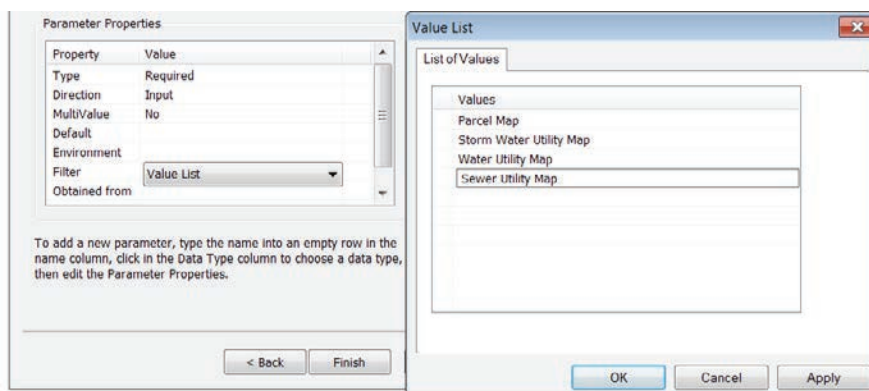 Parameter Properties
Property Value
Type Required
Direction Input
MultiValue No
Default
Environment
Filter Value List
Obtained from
To add a new parameter, type the name into an empty row in the
name column, click in the Data Type column to choose a data type,
then edit the Parameter Properties.
< Back Finish
Value List
List of Values
Values
Parcel Map
Storm Water Utility Map
Water Utility Map
Sewer Utility Map
OK Cancel Apply